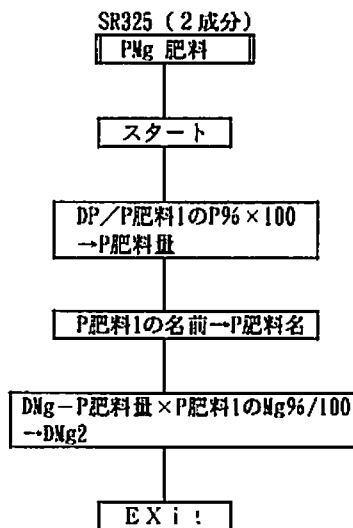 SR325 (2成分)
PMg 肥料
スタート
DP/P肥料1のP%×100
→P肥料量
P肥料1の名前→P肥料名
DMg-P肥料量×P肥料1のMg%/100
→DMg2
EXi!